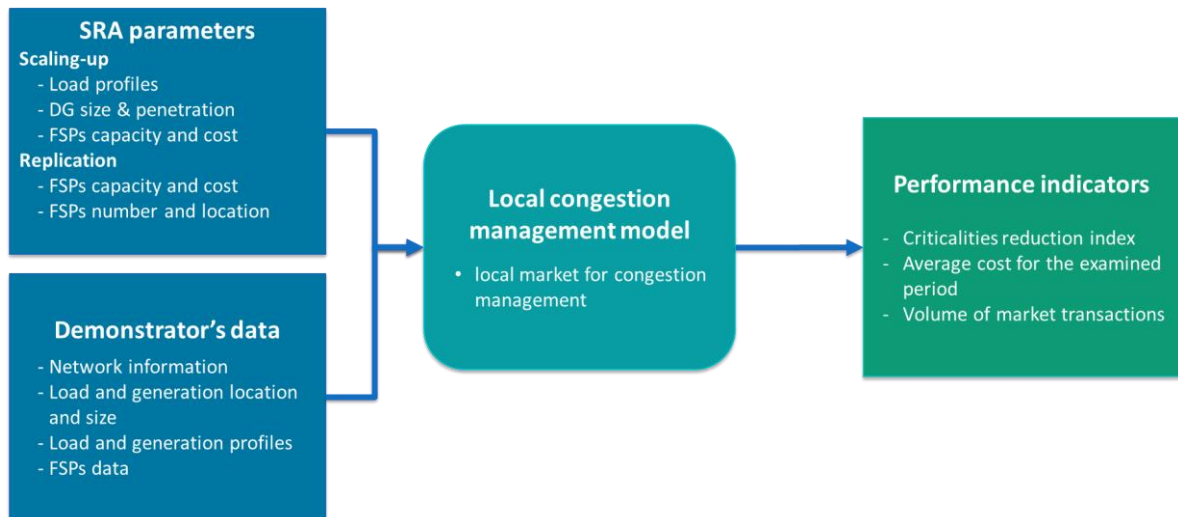 SRA parameters
Scaling-up
- Load profiles
- DG size & penetration
- FSPs capacity and cost
Replication
- FSPs capacity and cost
- FSPs number and location
Demonstrator's data
- Network information
- Load and generation location
and size
- Load and generation profiles
- FSPs data
Local congestion
management model
• local market for congestion
management
Performance indicators
- Criticalities reduction index
- Average cost for the examined
period
- Volume of market transactions